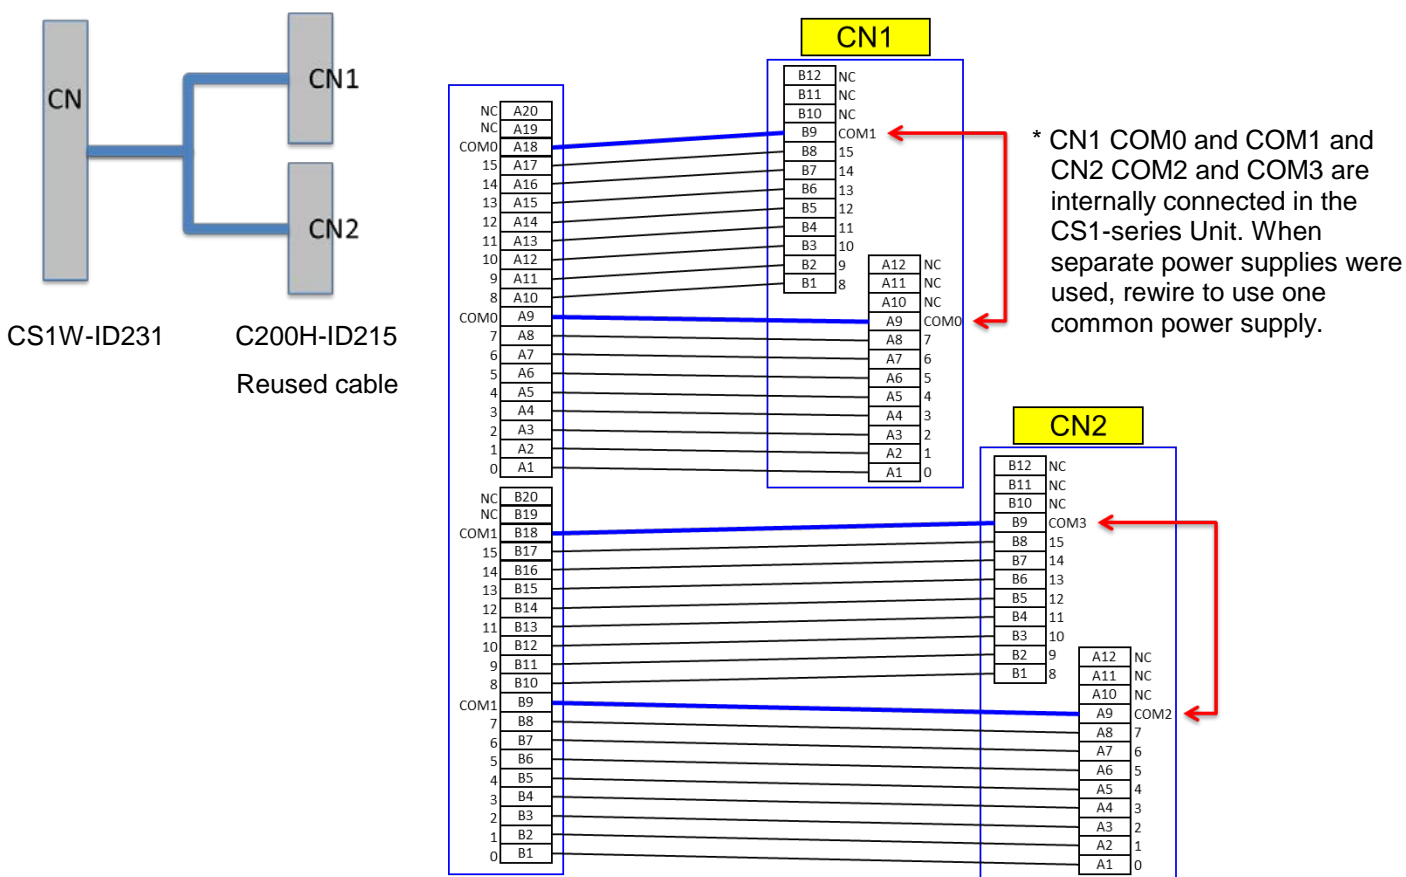 CN
CN1
CN2
CS1W-ID231
C200H-ID215
Reused cable
NC A20
NC A19
COM0 A18
15 A17
14 A16
13 A15
12 A14
11 A13
10 A12
9 A11
8 A10
COM0 A9
7 A8
6 A7
5 A6
4 A5
3 A4
2 A3
1 A2
0 A1
NC B20
NC B19
COM1 B18
15 B17
14 B16
13 B15
12 B14
11 B13
10 B12
9 B11
8 B10
COM1 B9
7 B8
6 B7
5 B6
4 B5
3 B4
2 B3
1 B2
0 B1
CN1
B12 NC
B11 NC
B10 NC
B9 COM1
B8 15
B7 14
B6 13
B5 12
B4 11
B3 10
B2 9
B1 8
A12 NC
A11 NC
A10 NC
A9 COM0
A8 7
A7 6
A6 5
A5 4
A4 3
A3 2
A2 1
A1 0
* CN1 COM0 and COM1 and
CN2 COM2 and COM3 are
internally connected in the
CS1-series Unit. When
separate power supplies were
used, rewire to use one
common power supply.
CN2
B12 NC
B11 NC
B10 NC
B9 COM3
B8 15
B7 14
B6 13
B5 12
B4 11
B3 10
B2 9
B1 8
A12 NC
A11 NC
A10 NC
A9 COM2
A8 7
A7 6
A6 5
A5 4
A4 3
A3 2
A2 1
A1 0